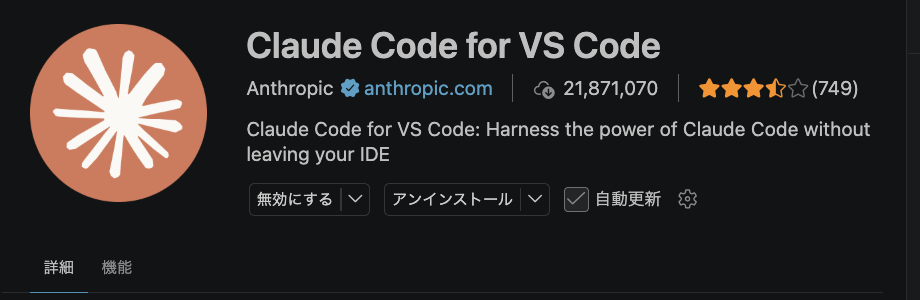 Claude Code for VS Code
Anthropic anthropic.com 21,871,070 (749)
Claude Code for VS Code: Harness the power of Claude Code without
leaving your IDE
無効にする アンインストール 自動更新
詳細 機能